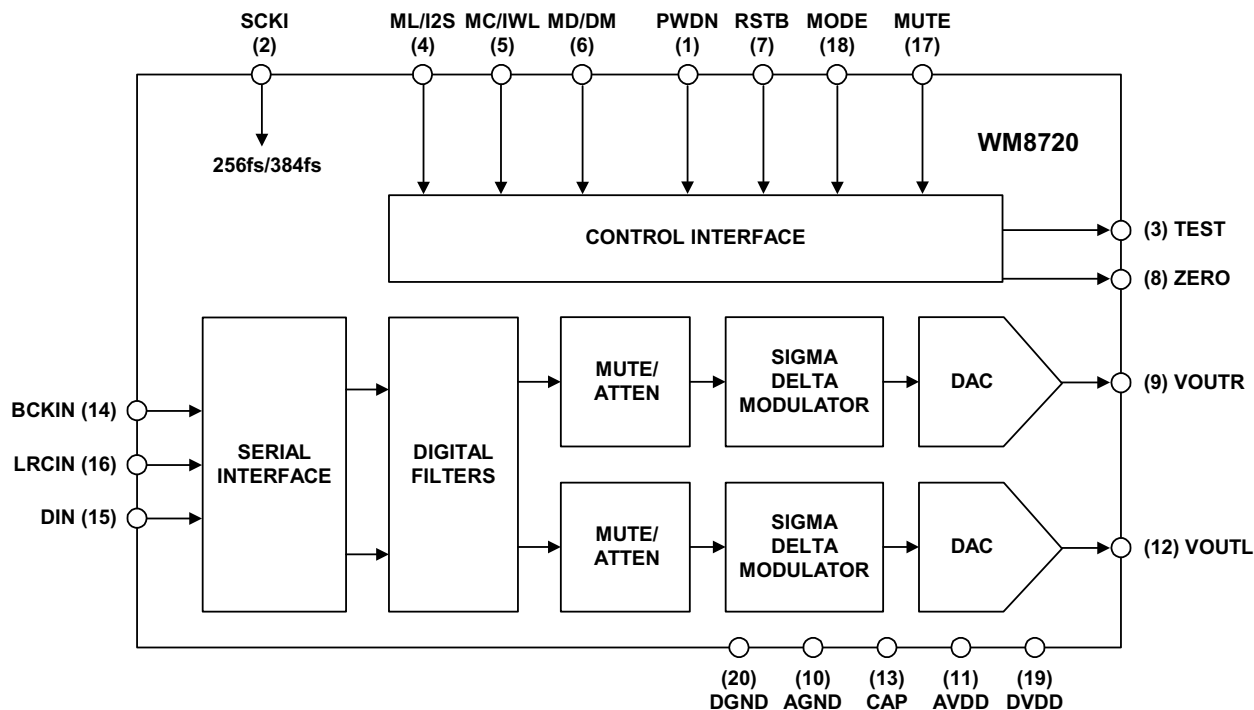 SCKI
(2)
ML/I2S
(4)
MC/IWL
(5)
MD/DM
(6)
PWDN
(1)
RSTB
(7)
MODE
(18)
MUTE
(17)
256fs/384fs
WM8720
CONTROL INTERFACE
(3) TEST
(8) ZERO
BCKIN (14)
LRCIN (16)
DIN (15)
SERIAL
INTERFACE
DIGITAL
FILTERS
MUTE/
ATTEN
SIGMA
DELTA
MODULATOR
DAC
(9) VOUTR
MUTE/
ATTEN
SIGMA
DELTA
MODULATOR
DAC
(12) VOUTL
(20)
DGND
(10)
AGND
(13)
CAP
(11)
AVDD
(19)
DVDD